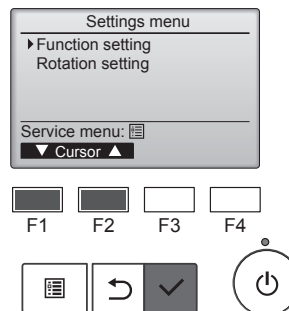 Settings menu
Function setting
Rotation setting
Service menu:
▼ Cursor ▲
F1 F2 F3 F4